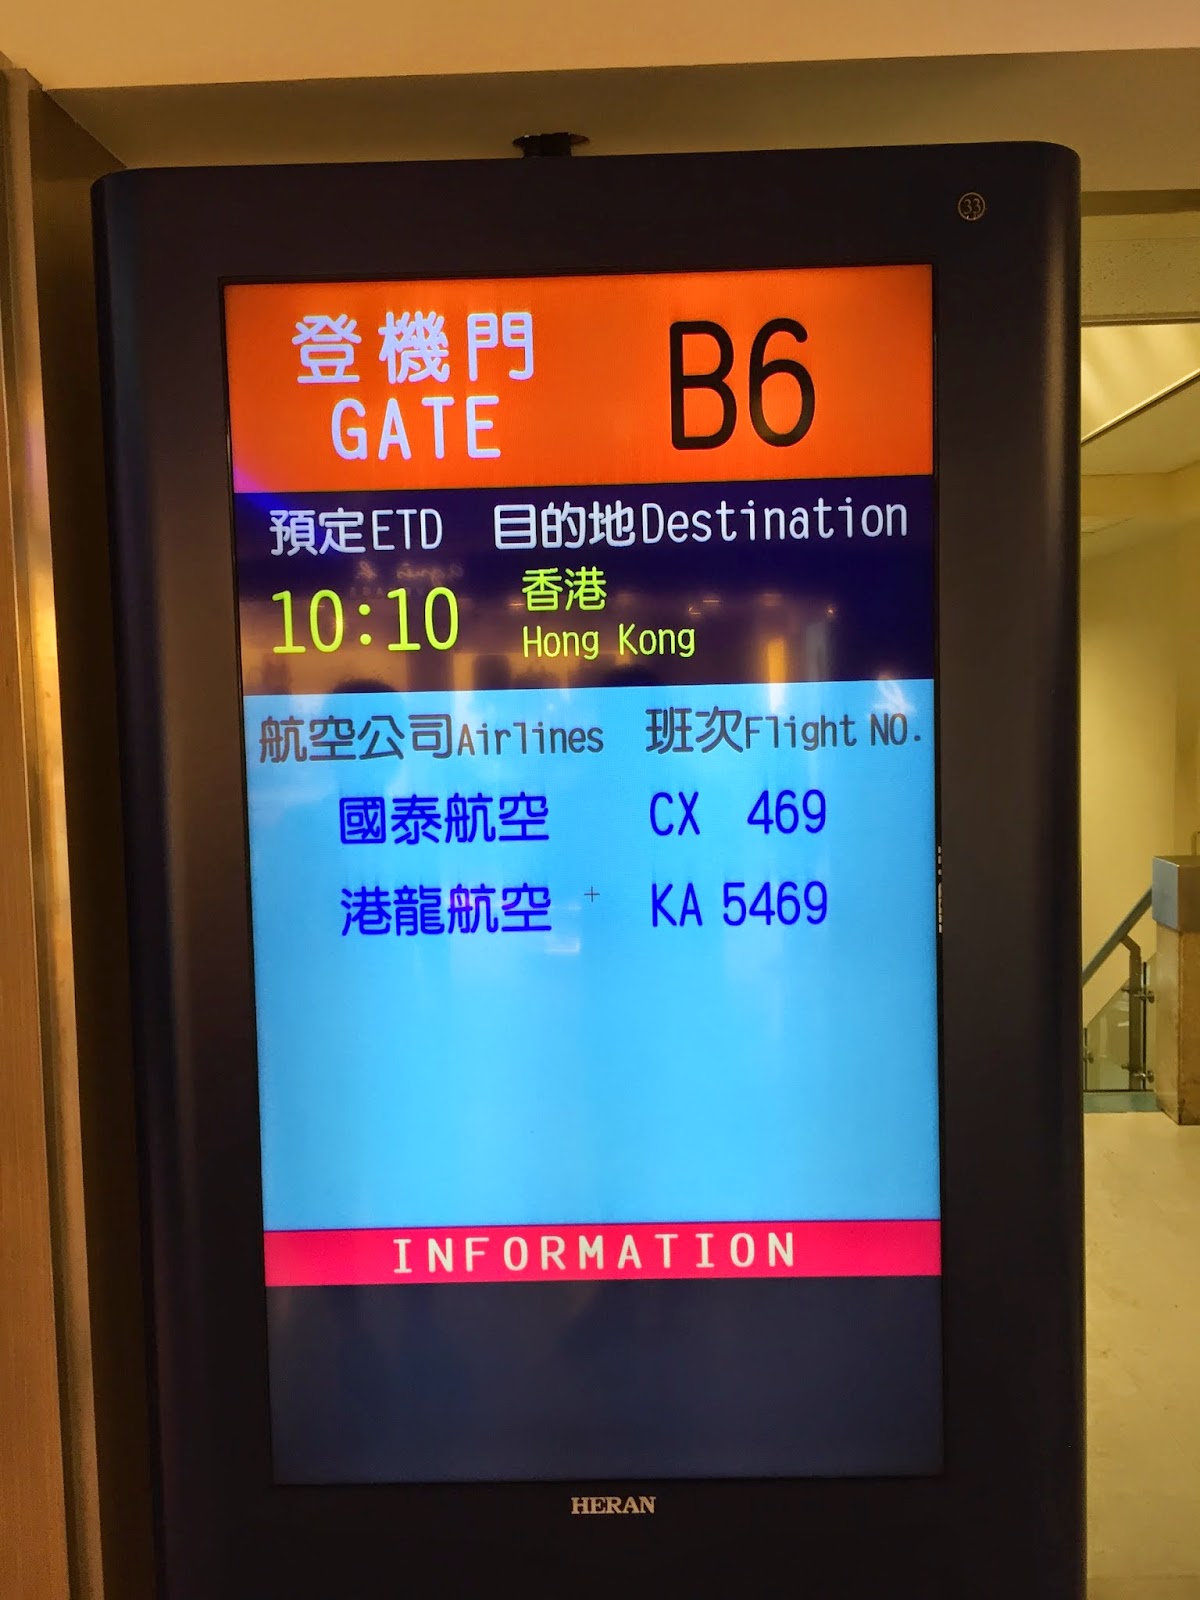 33
登機門 B6
GATE
預定ETD 目的地Destination
10:10 香港
Hong Kong
航空公司Airlines 班次Flight NO.
國泰航空 CX 469
港龍航空 KA 5469
INFORMATION
HERAN